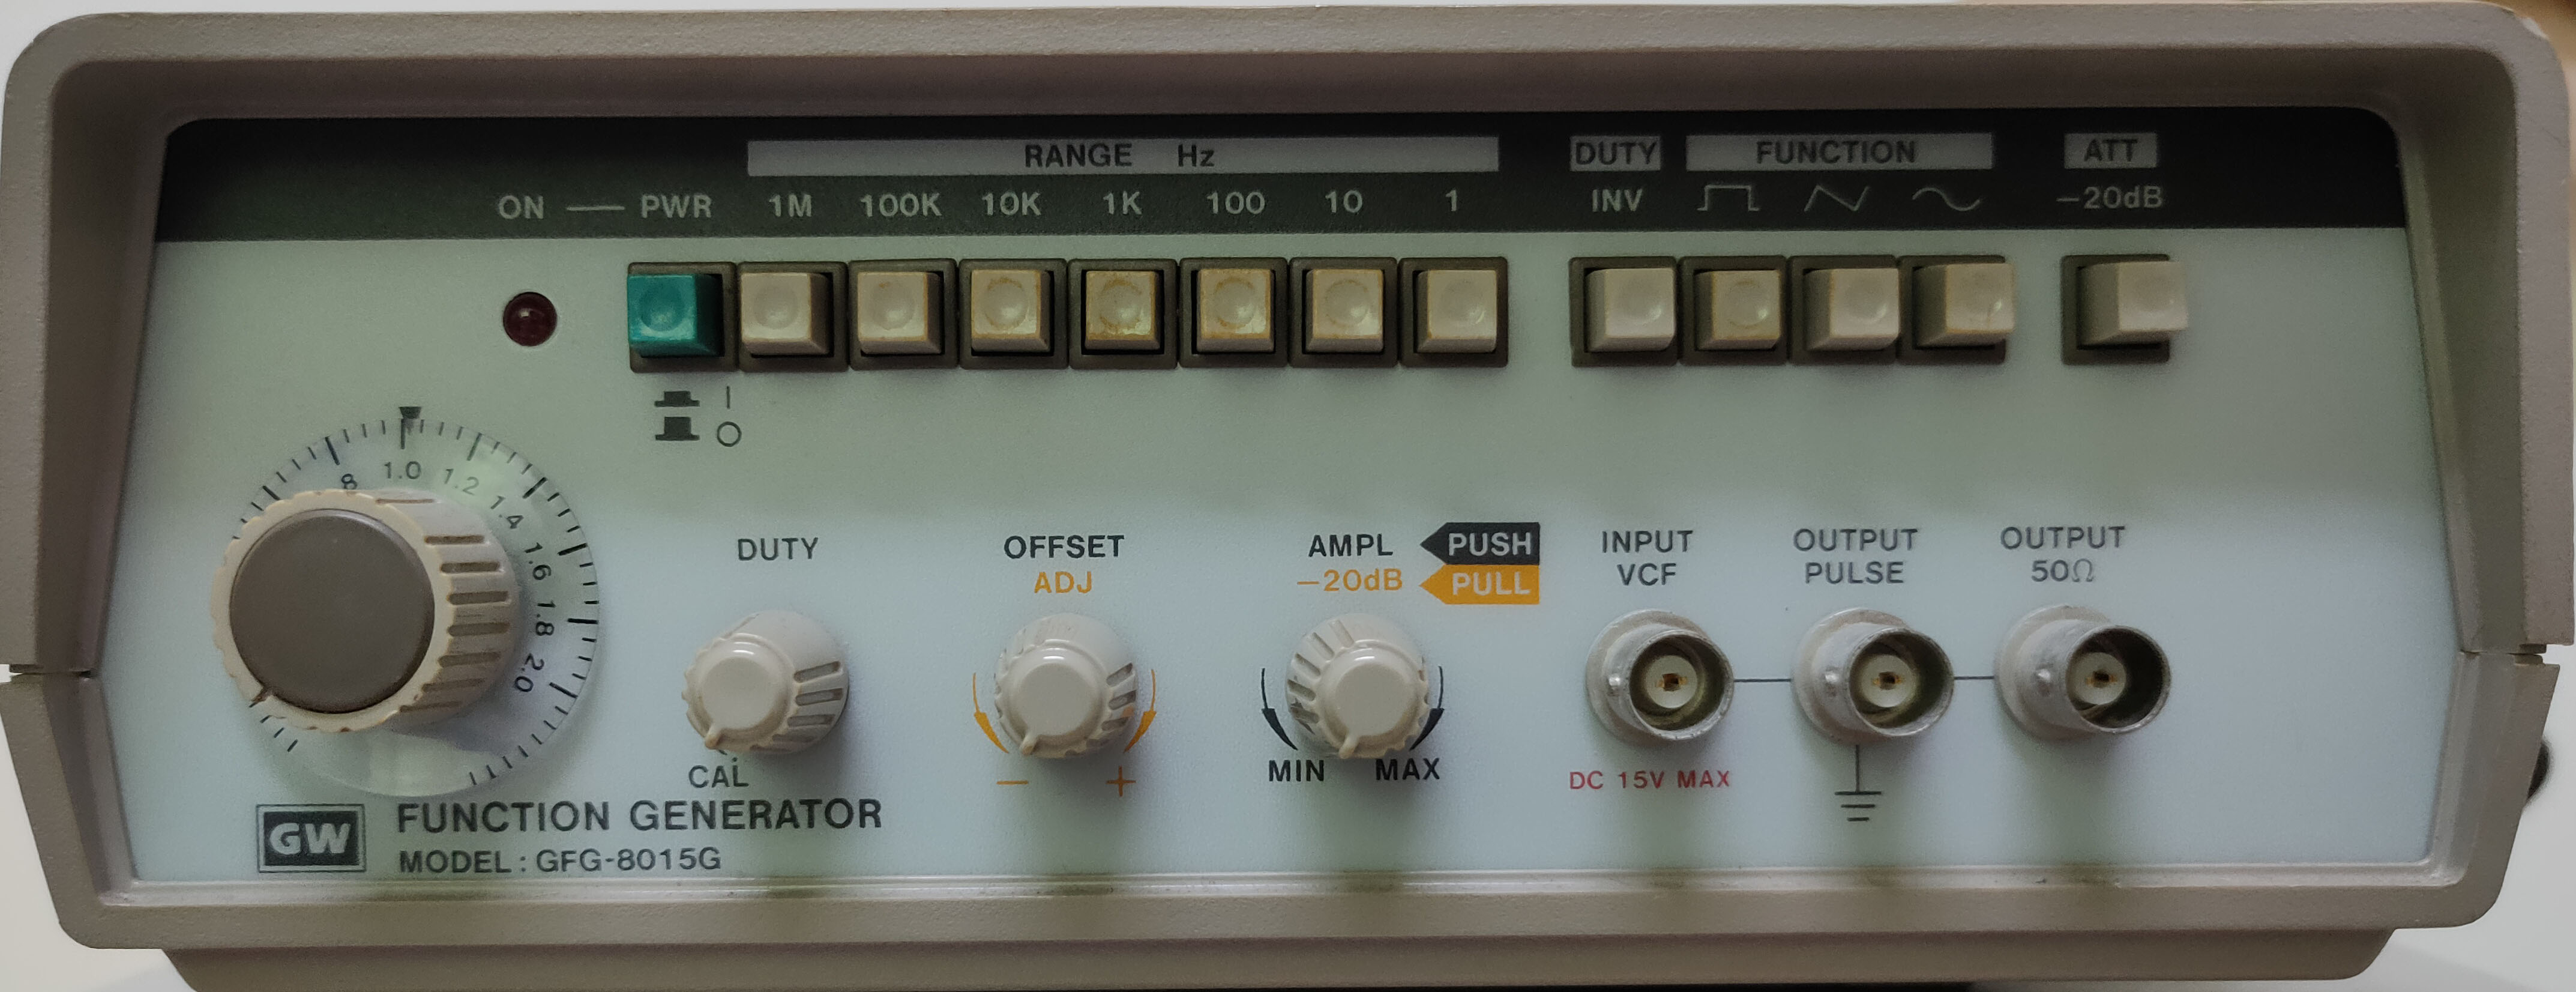 RANGE Hz
DUTY
FUNCTION
ATT
ON — PWR
1M
100K
10K
1K
100
10
1
INV
−20dB
| 
O
8
1.0
1.2
1.4
1.6
1.8
2.0
DUTY
CAL
OFFSET
ADJ
− +
AMPL
−20dB
PUSH
PULL
MIN
MAX
INPUT
VCF
DC 15V MAX
OUTPUT
PULSE
OUTPUT
50Ω
GW
FUNCTION GENERATOR
MODEL : GFG-8015G